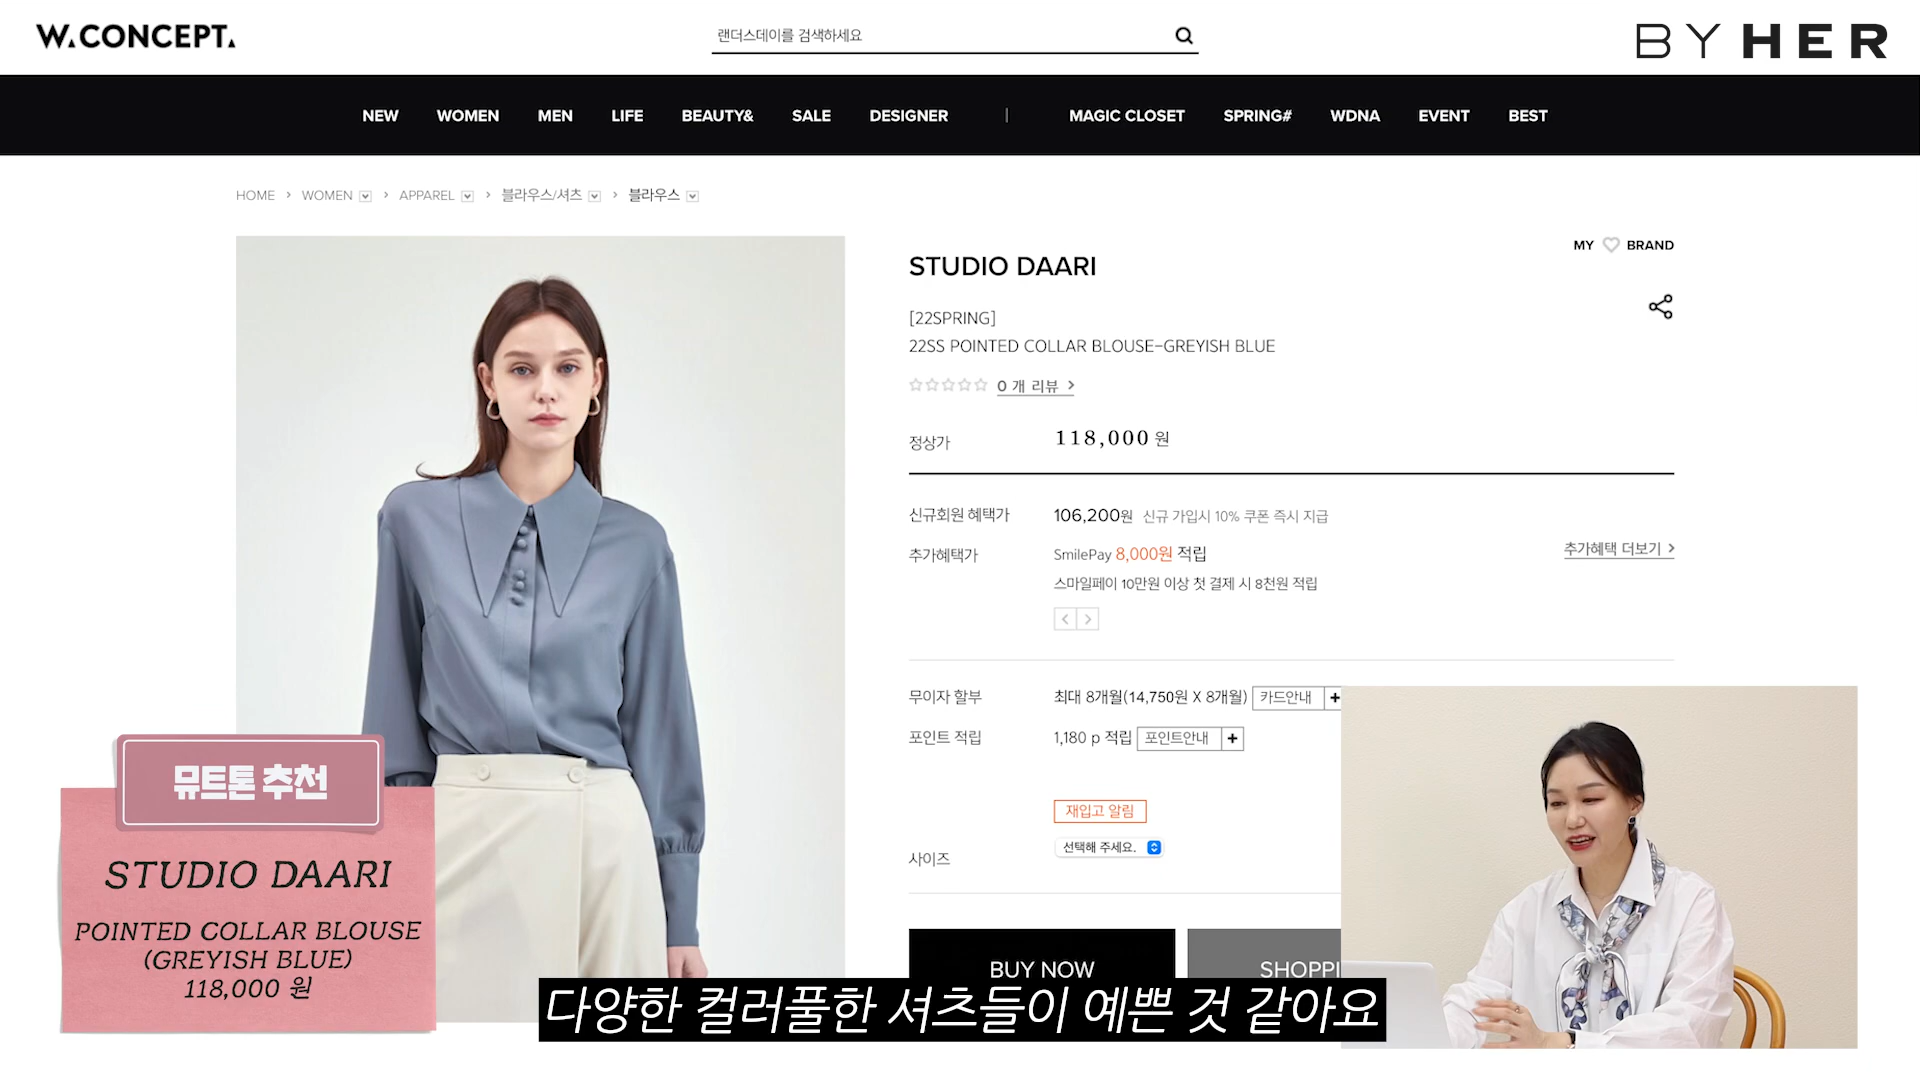 W.CONCEPT.
랜더스데이를 검색하세요
BY HER
NEW WOMEN MEN LIFE BEAUTY& SALE DESIGNER | MAGIC CLOSET SPRING# WDNA EVENT BEST
HOME > WOMEN > APPAREL > 블라우스/셔츠 > 블라우스
MY BRAND
STUDIO DAARI
[22SPRING]
22SS POINTED COLLAR BLOUSE-GREYISH BLUE
0 개 리뷰 >
정상가 118,000 원
신규회원 혜택가 106,200원 신규 가입시 10% 쿠폰 즉시 지급
추가혜택가 SmilePay 8,000원 적립
추가혜택 더보기 >
스마일페이 10만원 이상 첫 결제 시 8천원 적립
무이자 할부 최대 8개월(14,750원 X 8개월) 카드안내 +
포인트 적립 1,180 p 적립 포인트안내 +
재입고 알림
사이즈 선택해 주세요.
BUY NOW SHOPPI
뮤트톤 추천
STUDIO DAARI
POINTED COLLAR BLOUSE
(GREYISH BLUE)
118,000 원
다양한 컬러풀한 셔츠들이 예쁜 것 같아요